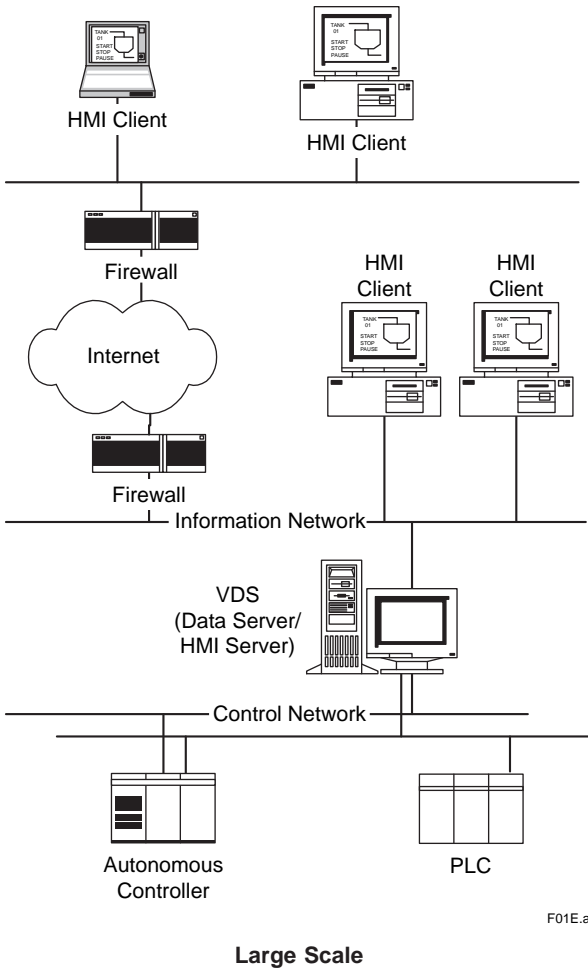 TANK
01
START
STOP
PAUSE
TANK
01
START
STOP
PAUSE
HMI Client
HMI Client
Firewall
Internet
HMI
Client
HMI
Client
TANK
01
START
STOP
PAUSE
TANK
01
START
STOP
PAUSE
Firewall
Information Network
VDS
(Data Server/
HMI Server)
Control Network
Autonomous
Controller
PLC
F01E.a
Large Scale